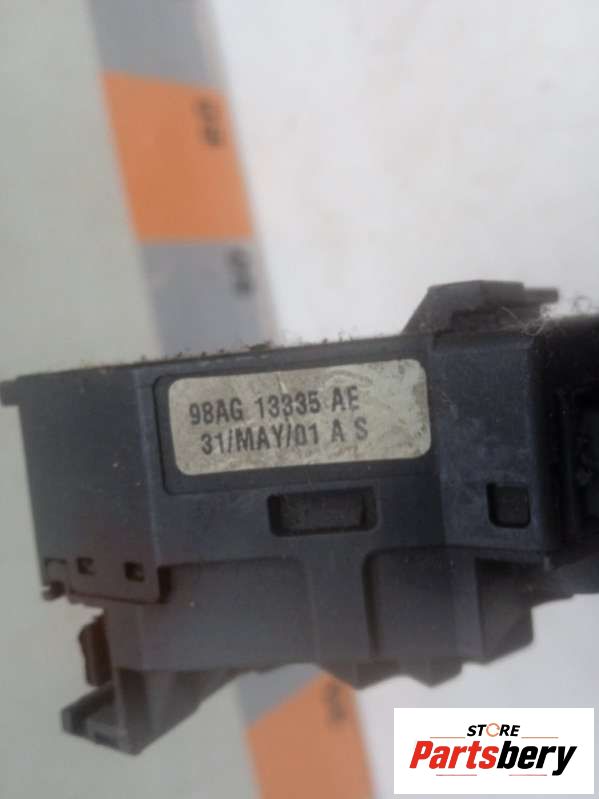 98AG 13335 AE
31/MAY/01 A S
STORE
Partsbery